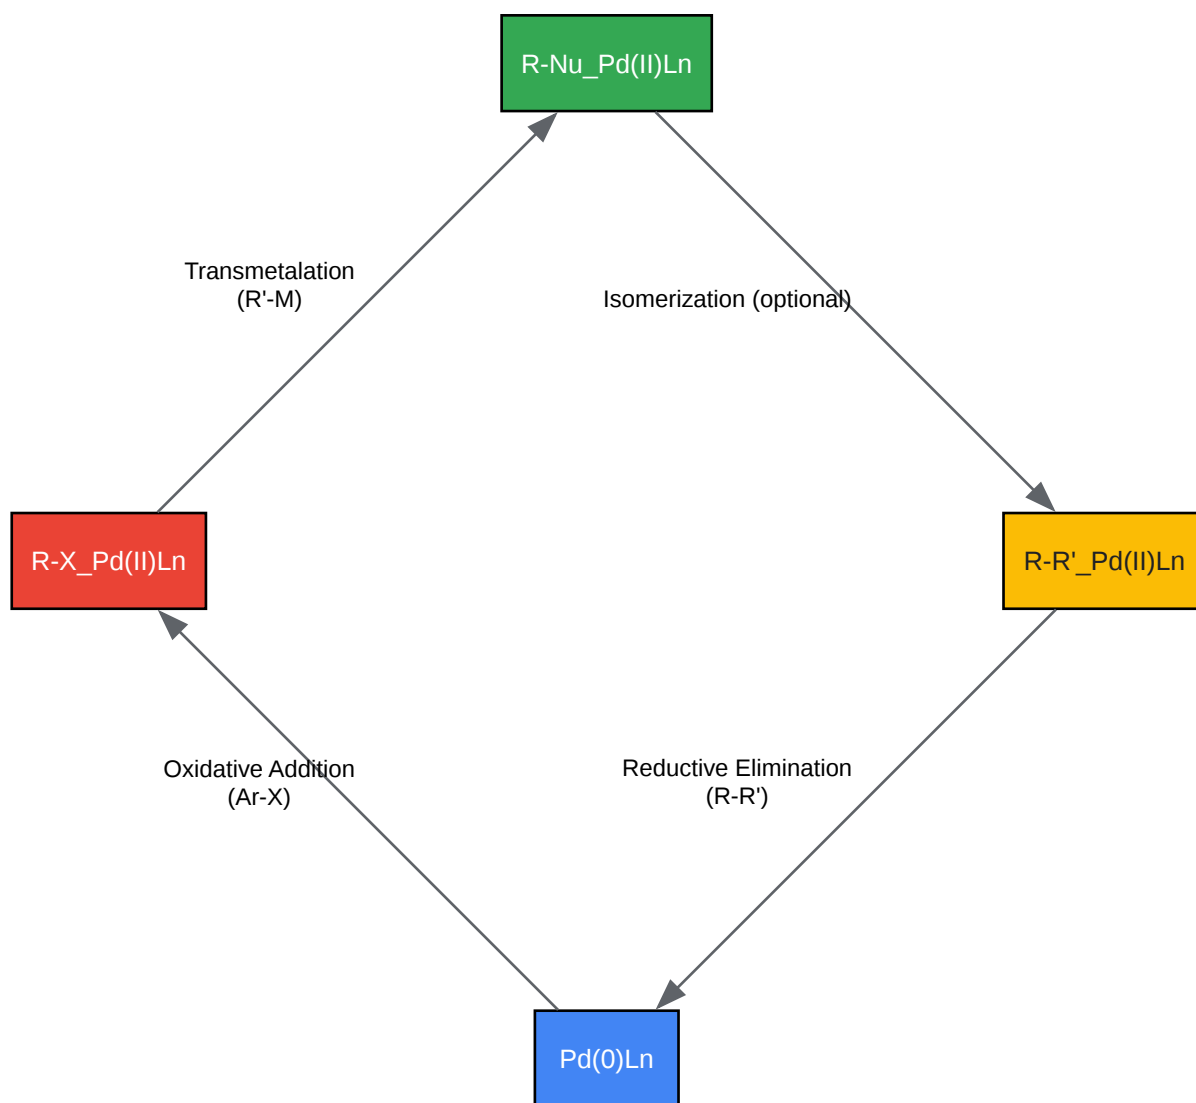 R-Nu_Pd(II)Ln
Transmetalation
(R'-M)
Isomerization (optional)
R-X_Pd(II)Ln
R-R'_Pd(II)Ln
Oxidative Addition
(Ar-X)
Reductive Elimination
(R-R')
Pd(0)Ln